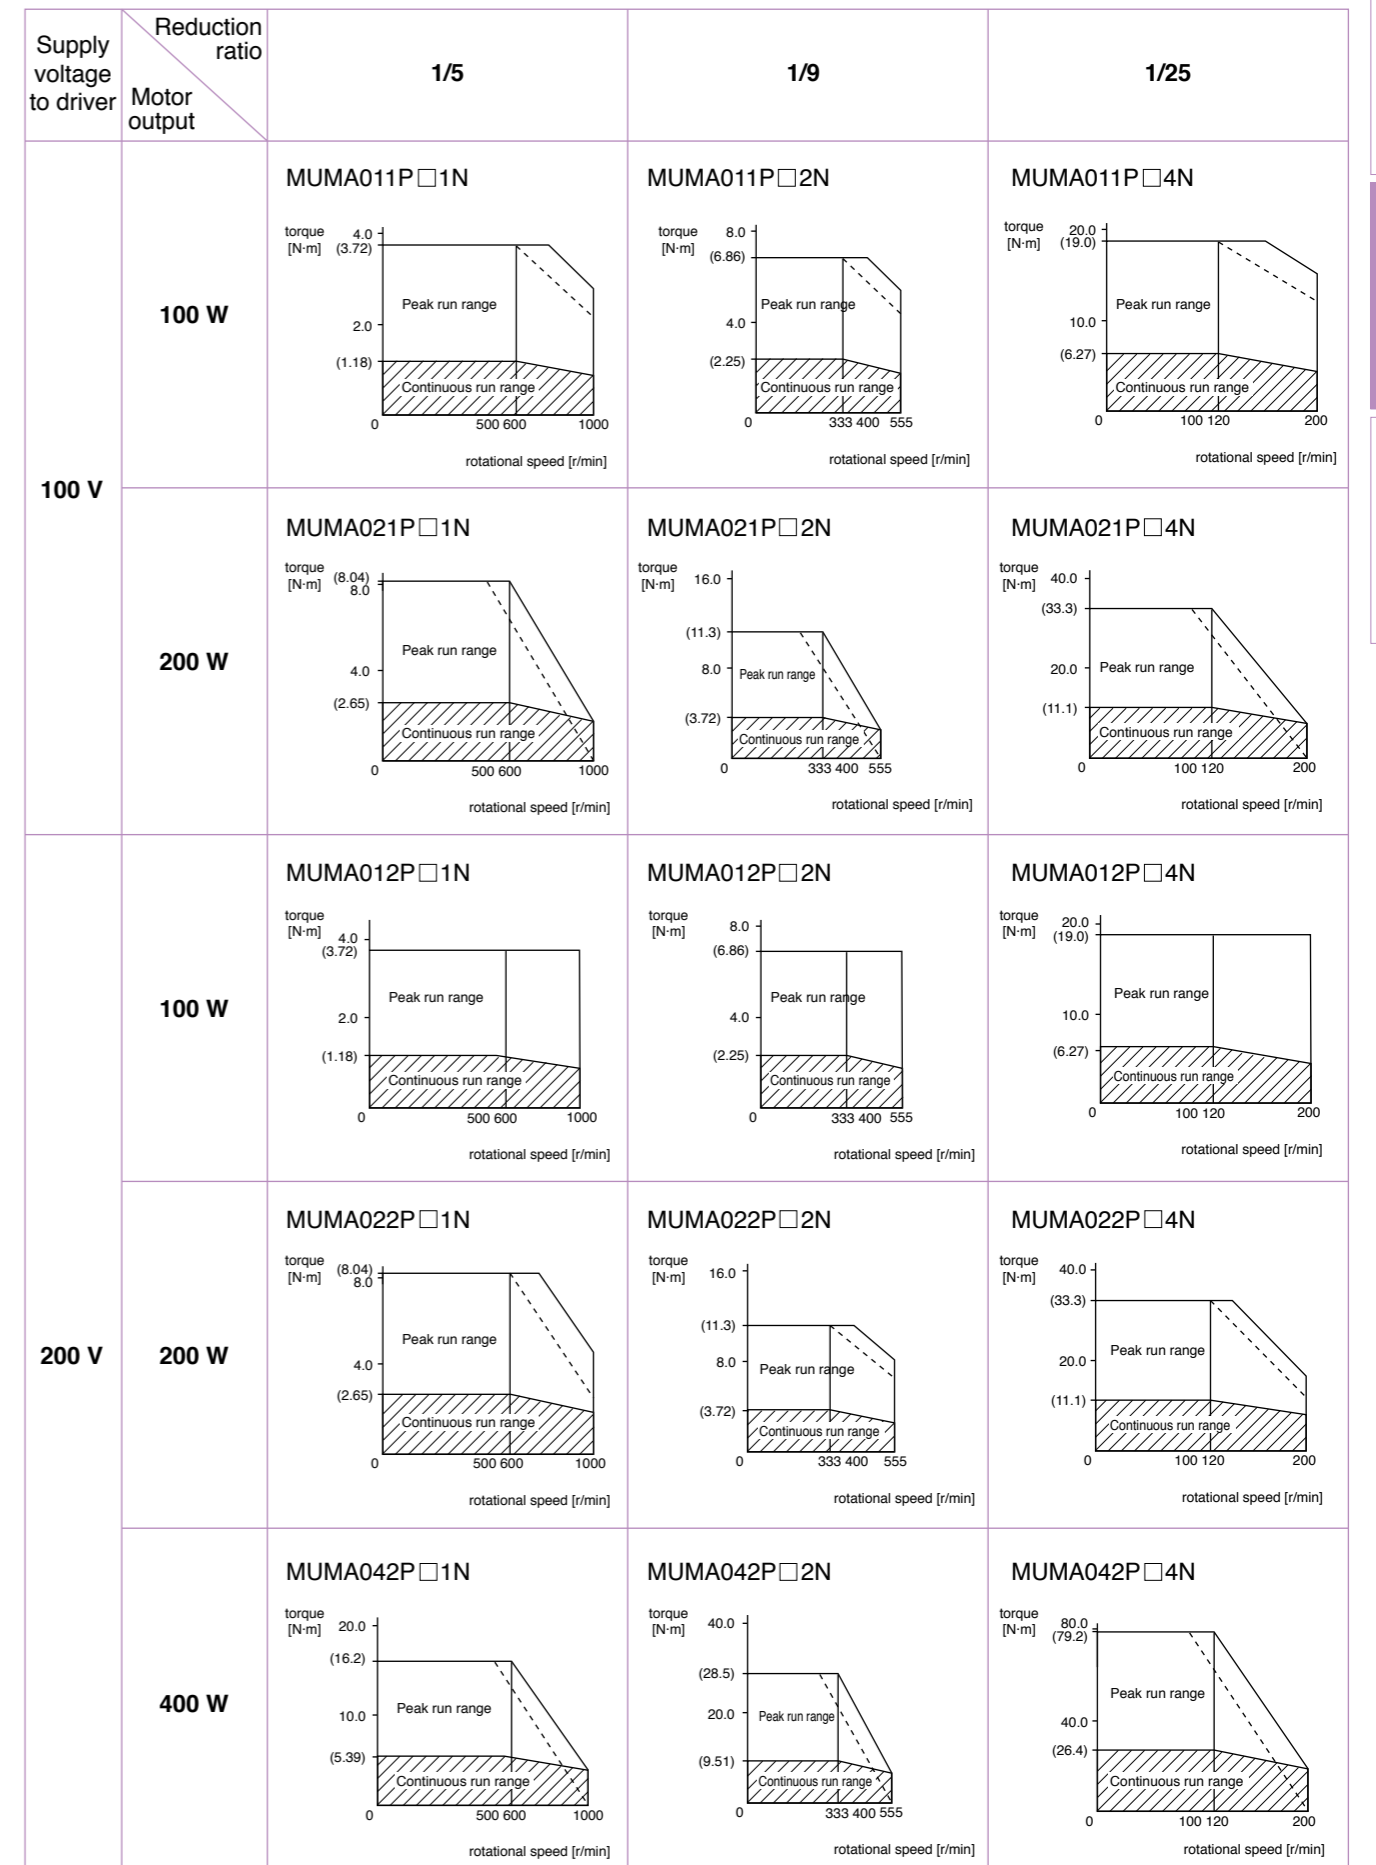 Supply
voltage
to driver
Reduction
ratio
Motor
output
1/5
1/9
1/25
100 V
100 W
MUMA011P□1N
torque
[N·m]
4.0
(3.72)
Peak run range
2.0
(1.18)
Continuous run range
0 500 600 1000
rotational speed [r/min]
MUMA011P□2N
torque
[N·m]
8.0
(6.86)
Peak run range
4.0
(2.25)
Continuous run range
0 333 400 555
rotational speed [r/min]
MUMA011P□4N
torque
[N·m]
20.0
(19.0)
Peak run range
10.0
(6.27)
Continuous run range
0 100 120 200
rotational speed [r/min]
200 W
MUMA021P□1N
torque
[N·m]
(8.04)
8.0
Peak run range
4.0
(2.65)
Continuous run range
0 500 600 1000
rotational speed [r/min]
MUMA021P□2N
torque
[N·m]
16.0
(11.3)
8.0
Peak run range
(3.72)
Continuous run range
0 333 400 555
rotational speed [r/min]
MUMA021P□4N
torque
[N·m]
40.0
(33.3)
20.0
Peak run range
(11.1)
Continuous run range
0 100 120 200
rotational speed [r/min]
200 V
100 W
MUMA012P□1N
torque
[N·m]
4.0
(3.72)
Peak run range
2.0
(1.18)
Continuous run range
0 500 600 1000
rotational speed [r/min]
MUMA012P□2N
torque
[N·m]
8.0
(6.86)
Peak run range
4.0
(2.25)
Continuous run range
0 333 400 555
rotational speed [r/min]
MUMA012P□4N
torque
[N·m]
20.0
(19.0)
Peak run range
10.0
(6.27)
Continuous run range
0 100 120 200
rotational speed [r/min]
200 W
MUMA022P□1N
torque
[N·m]
(8.04)
8.0
Peak run range
4.0
(2.65)
Continuous run range
0 500 600 1000
rotational speed [r/min]
MUMA022P□2N
torque
[N·m]
16.0
(11.3)
8.0
Peak run range
(3.72)
Continuous run range
0 333 400 555
rotational speed [r/min]
MUMA022P□4N
torque
[N·m]
40.0
(33.3)
Peak run range
20.0
(11.1)
Continuous run range
0 100 120 200
rotational speed [r/min]
400 W
MUMA042P□1N
torque
[N·m]
20.0
(16.2)
Peak run range
10.0
(5.39)
Continuous run range
0 500 600 1000
rotational speed [r/min]
MUMA042P□2N
torque
[N·m]
40.0
(28.5)
20.0
Peak run range
(9.51)
Continuous run range
0 333 400 555
rotational speed [r/min]
MUMA042P□4N
torque
[N·m]
80.0
(79.2)
Peak run range
40.0
(26.4)
Continuous run range
0 100 120 200
rotational speed [r/min]